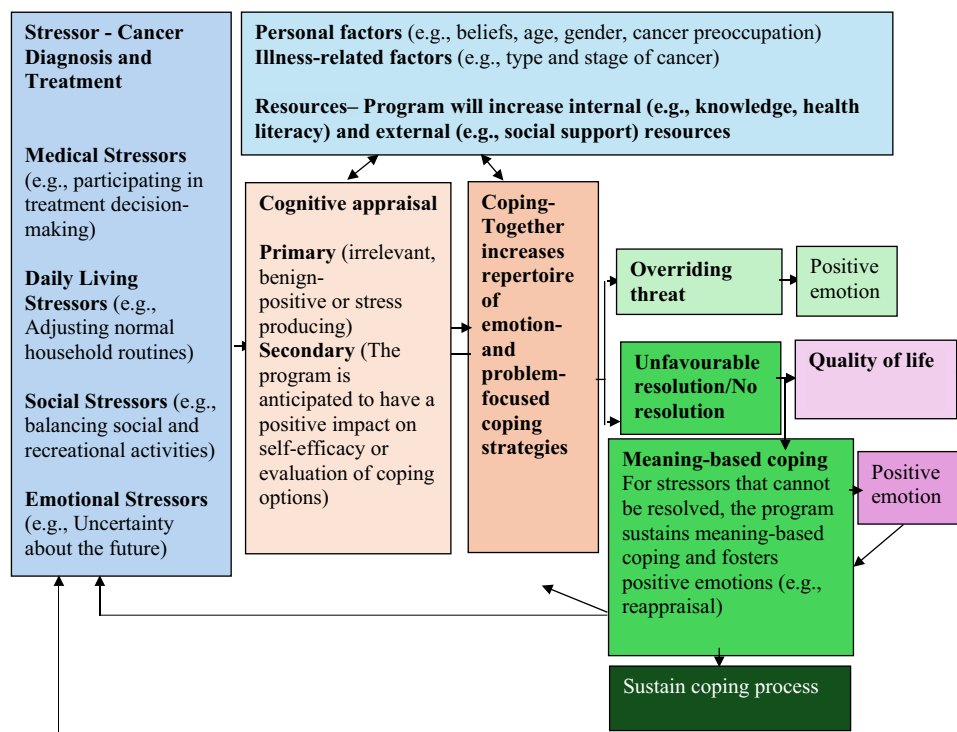 Stressor - Cancer
Diagnosis and
Treatment
Medical Stressors
(e.g., participating in
treatment decision-
making)
Daily Living
Stressors (e.g.,
Adjusting normal
household routines)
Social Stressors (e.g.,
balancing social and
recreational activities)
Emotional Stressors
(e.g., Uncertainty
about the future)
Personal factors (e.g., beliefs, age, gender, cancer preoccupation)
Illness-related factors (e.g., type and stage of cancer)
Resources– Program will increase internal (e.g., knowledge, health
literacy) and external (e.g., social support) resources
Cognitive appraisal
Primary (irrelevant,
benign-
positive or stress
producing)
Secondary (The
program is
anticipated to have a
positive impact on
self-efficacy or
evaluation of coping
options)
Coping-
Together
increases
repertoire
of
emotion-
and
problem-
focused
coping
strategies
Overriding
threat
Positive
emotion
Unfavourable
resolution/No
resolution
Quality of life
Meaning-based coping
For stressors that cannot
be resolved, the program
sustains meaning-based
coping and fosters
positive emotions (e.g.,
reappraisal)
Positive
emotion
Sustain coping process